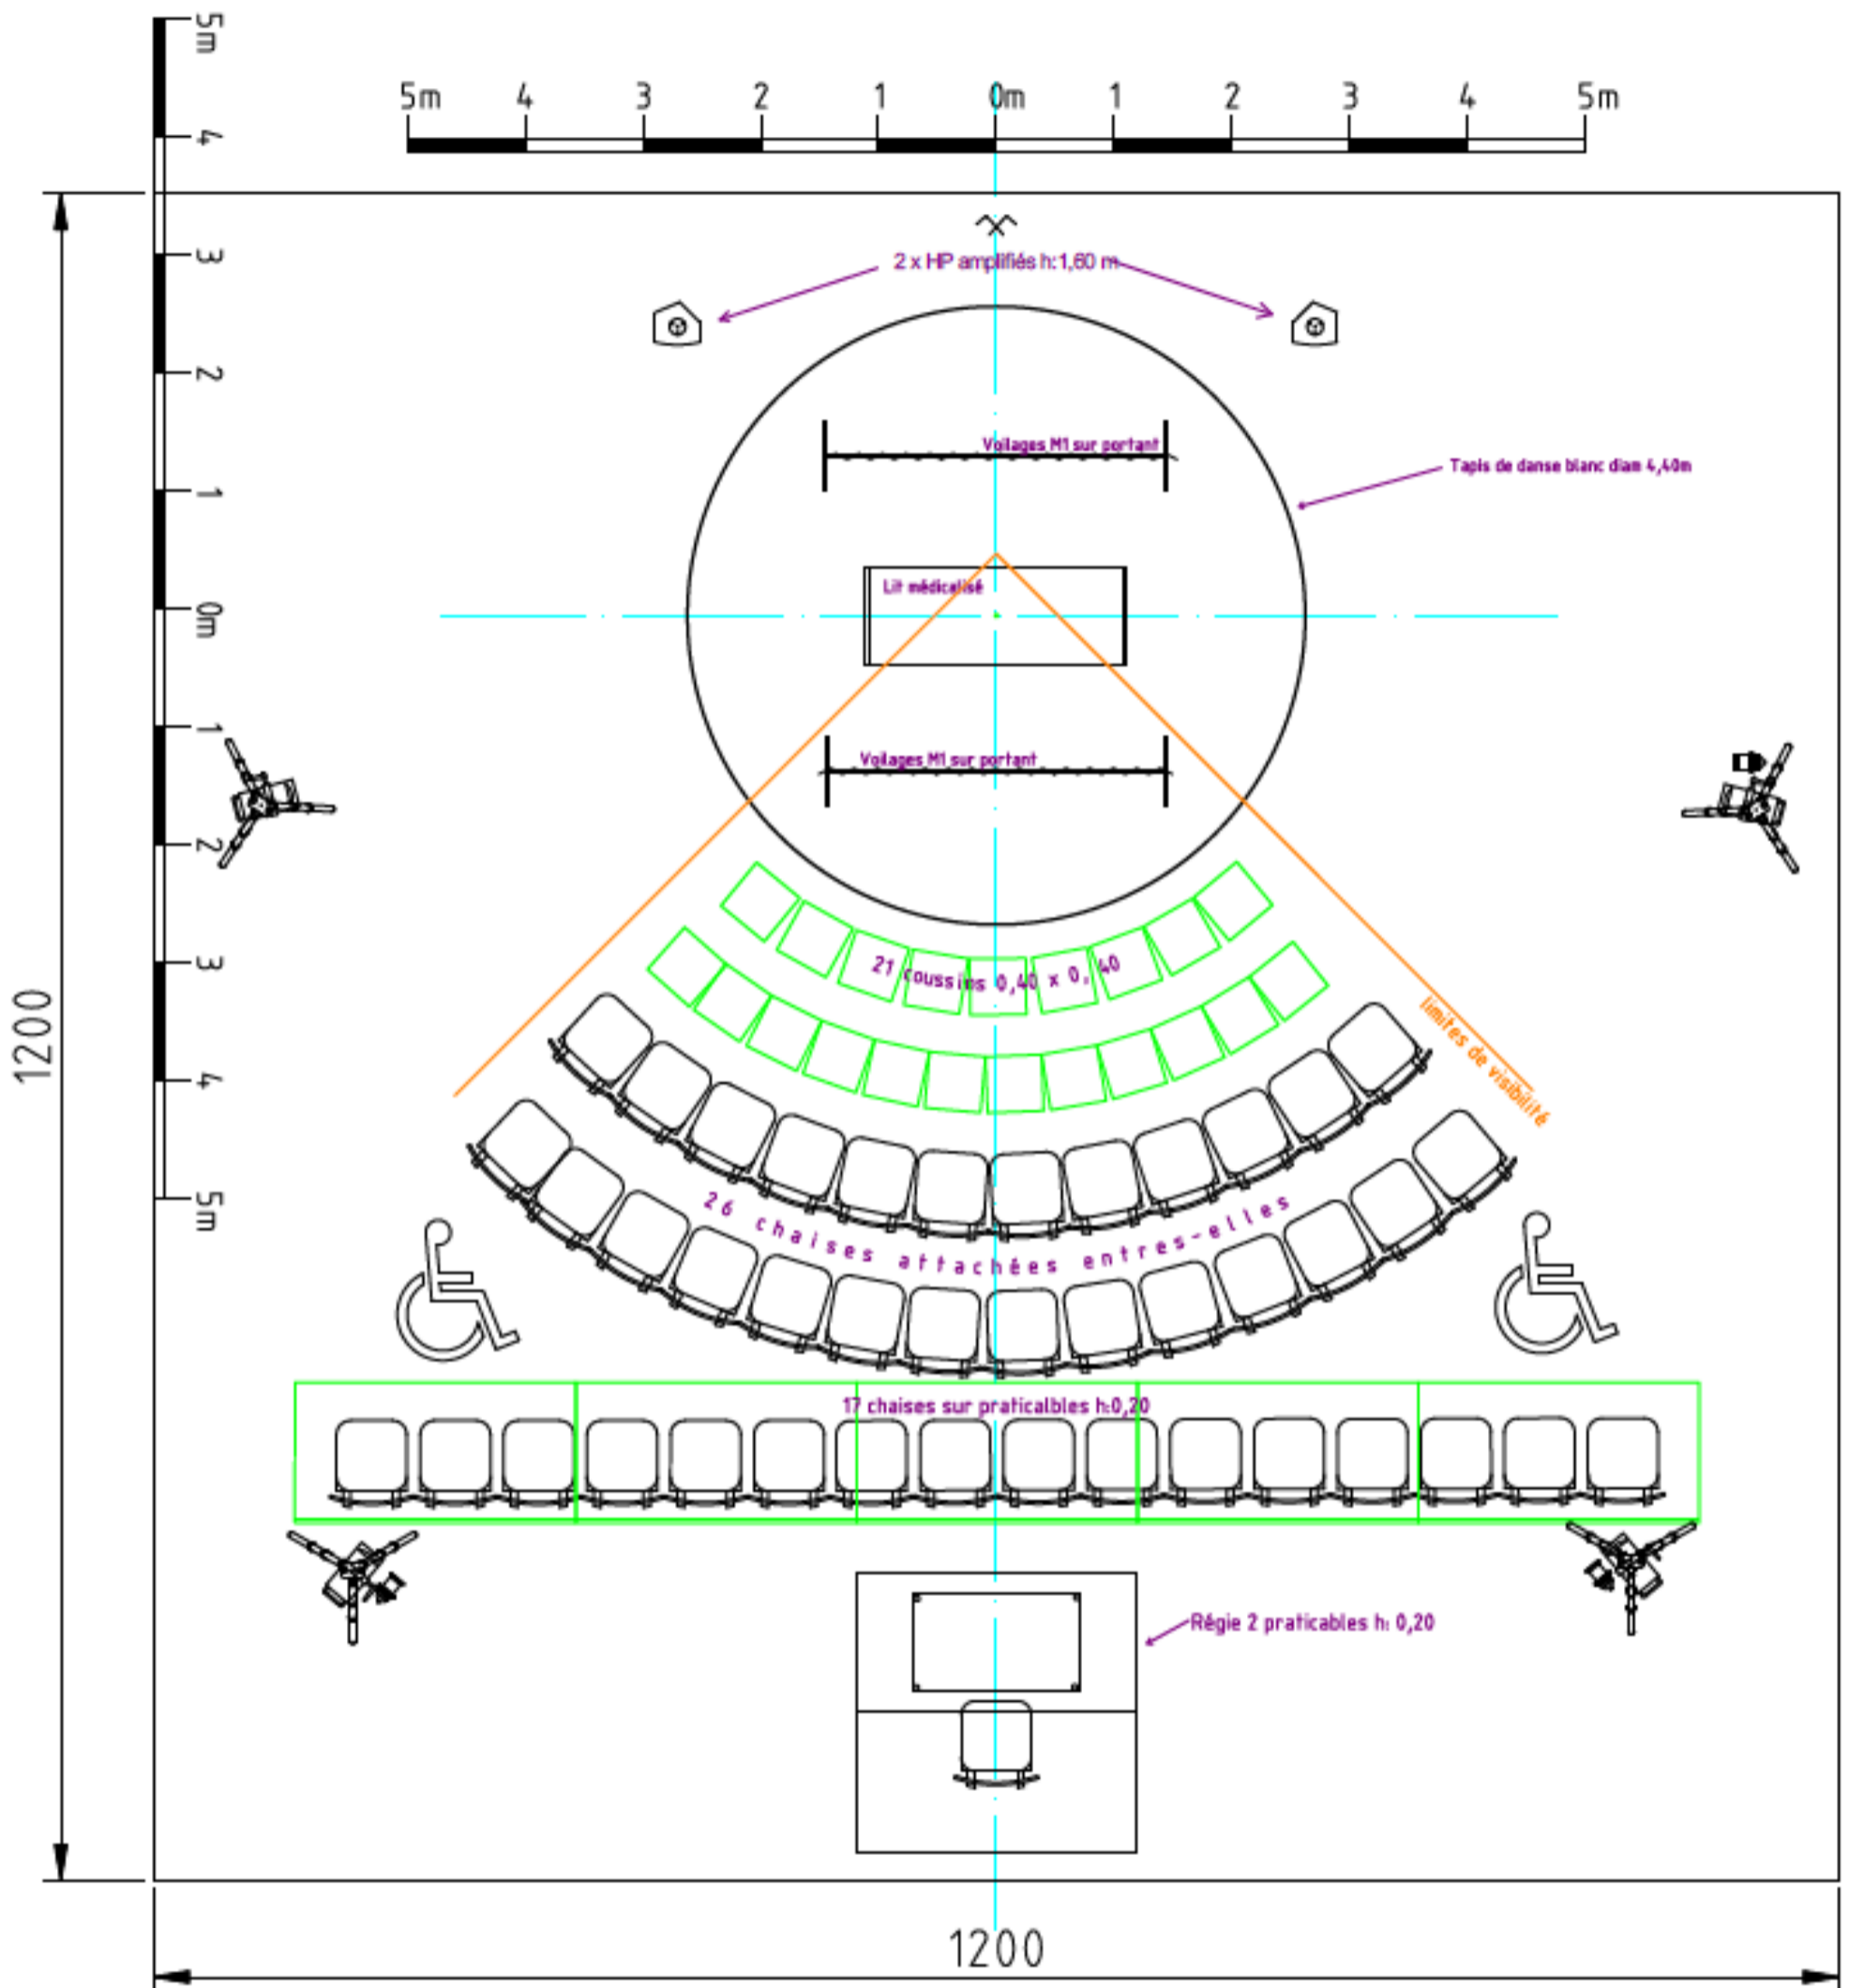 5m
4
3
2
1
0m
1
2
3
4
5m
5m 4 3 2 1 0m 1 2 3 4 5m
2 x HP amplifiés h:1,60 m
Voilages M1 sur portant
Tapis de danse blanc diam 4,40m
Lit médicalisé
Voilages M1 sur portant
21 coussins 0,40 x 0,40
limites de visibilité
26 chaises attachées entres-elles
17 chaises sur praticalbles h:0,20
Régie 2 praticables h: 0,20
1200
1200